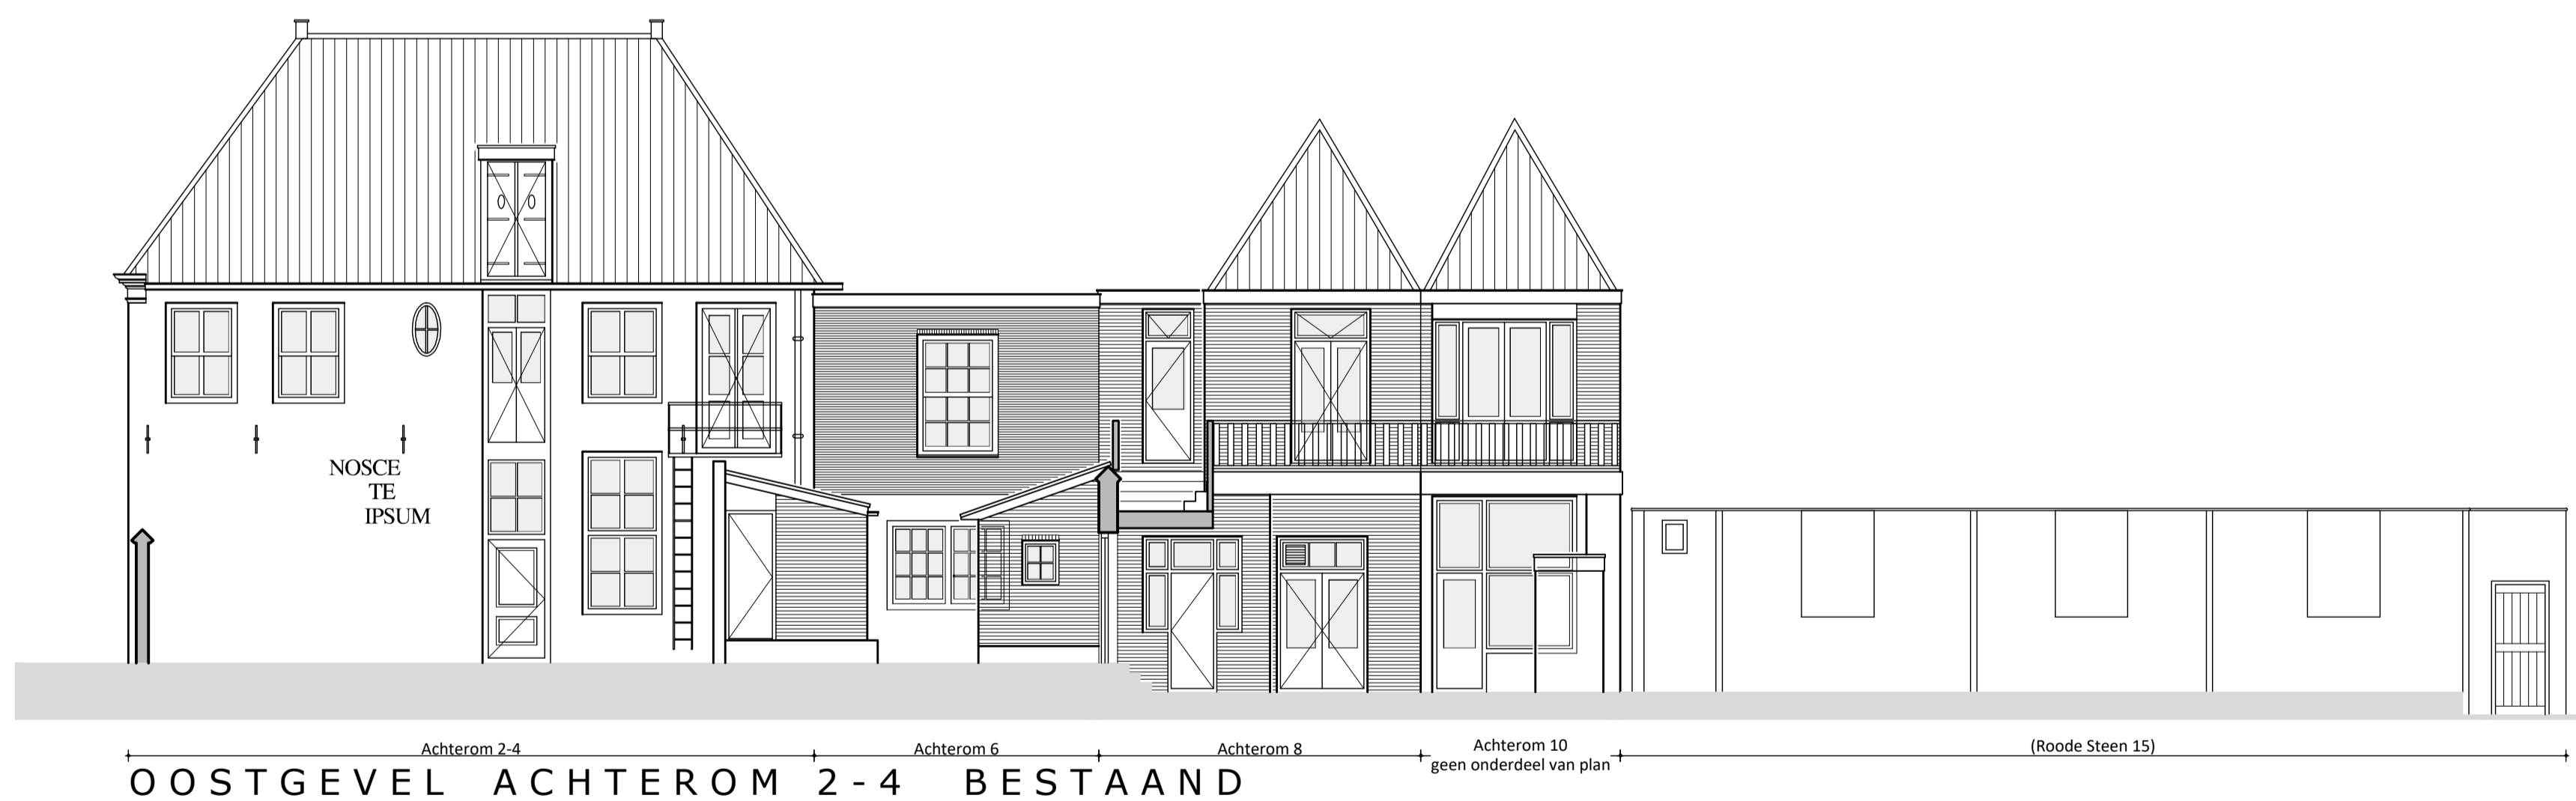 NOSCE
TE
IPSUM
Achterom 2-4
Achterom 6
Achterom 8
Achterom 10
geen onderdeel van plan
(Roode Steen 15)
OOSTGEVEL ACHTEROM 2-4 BESTAAND